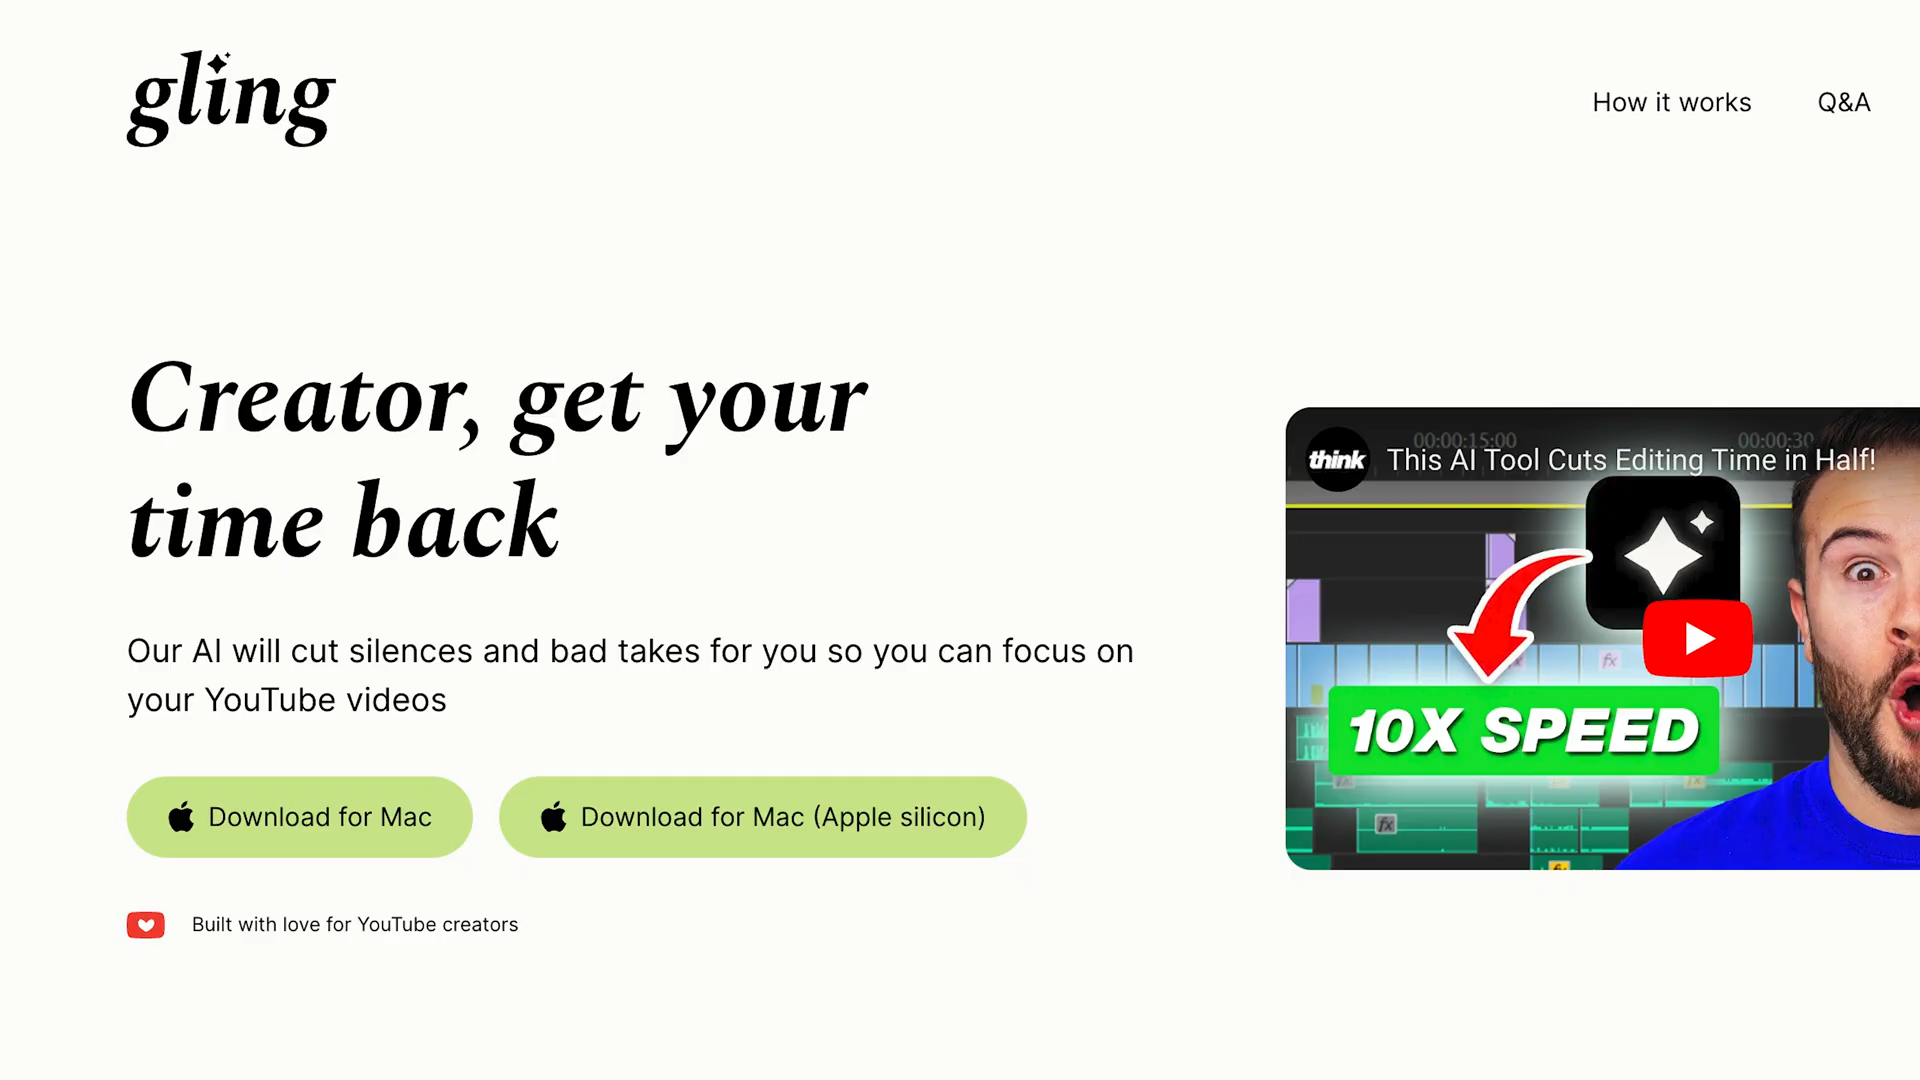 gling
How it works
Q&A
Creator, get your
time back
Our AI will cut silences and bad takes for you so you can focus on
your YouTube videos
Download for Mac
Download for Mac (Apple silicon)
Built with love for YouTube creators
00:00:15:00
00:00:30
think
This AI Tool Cuts Editing Time in Half!
fx
fx
10X SPEED
fx